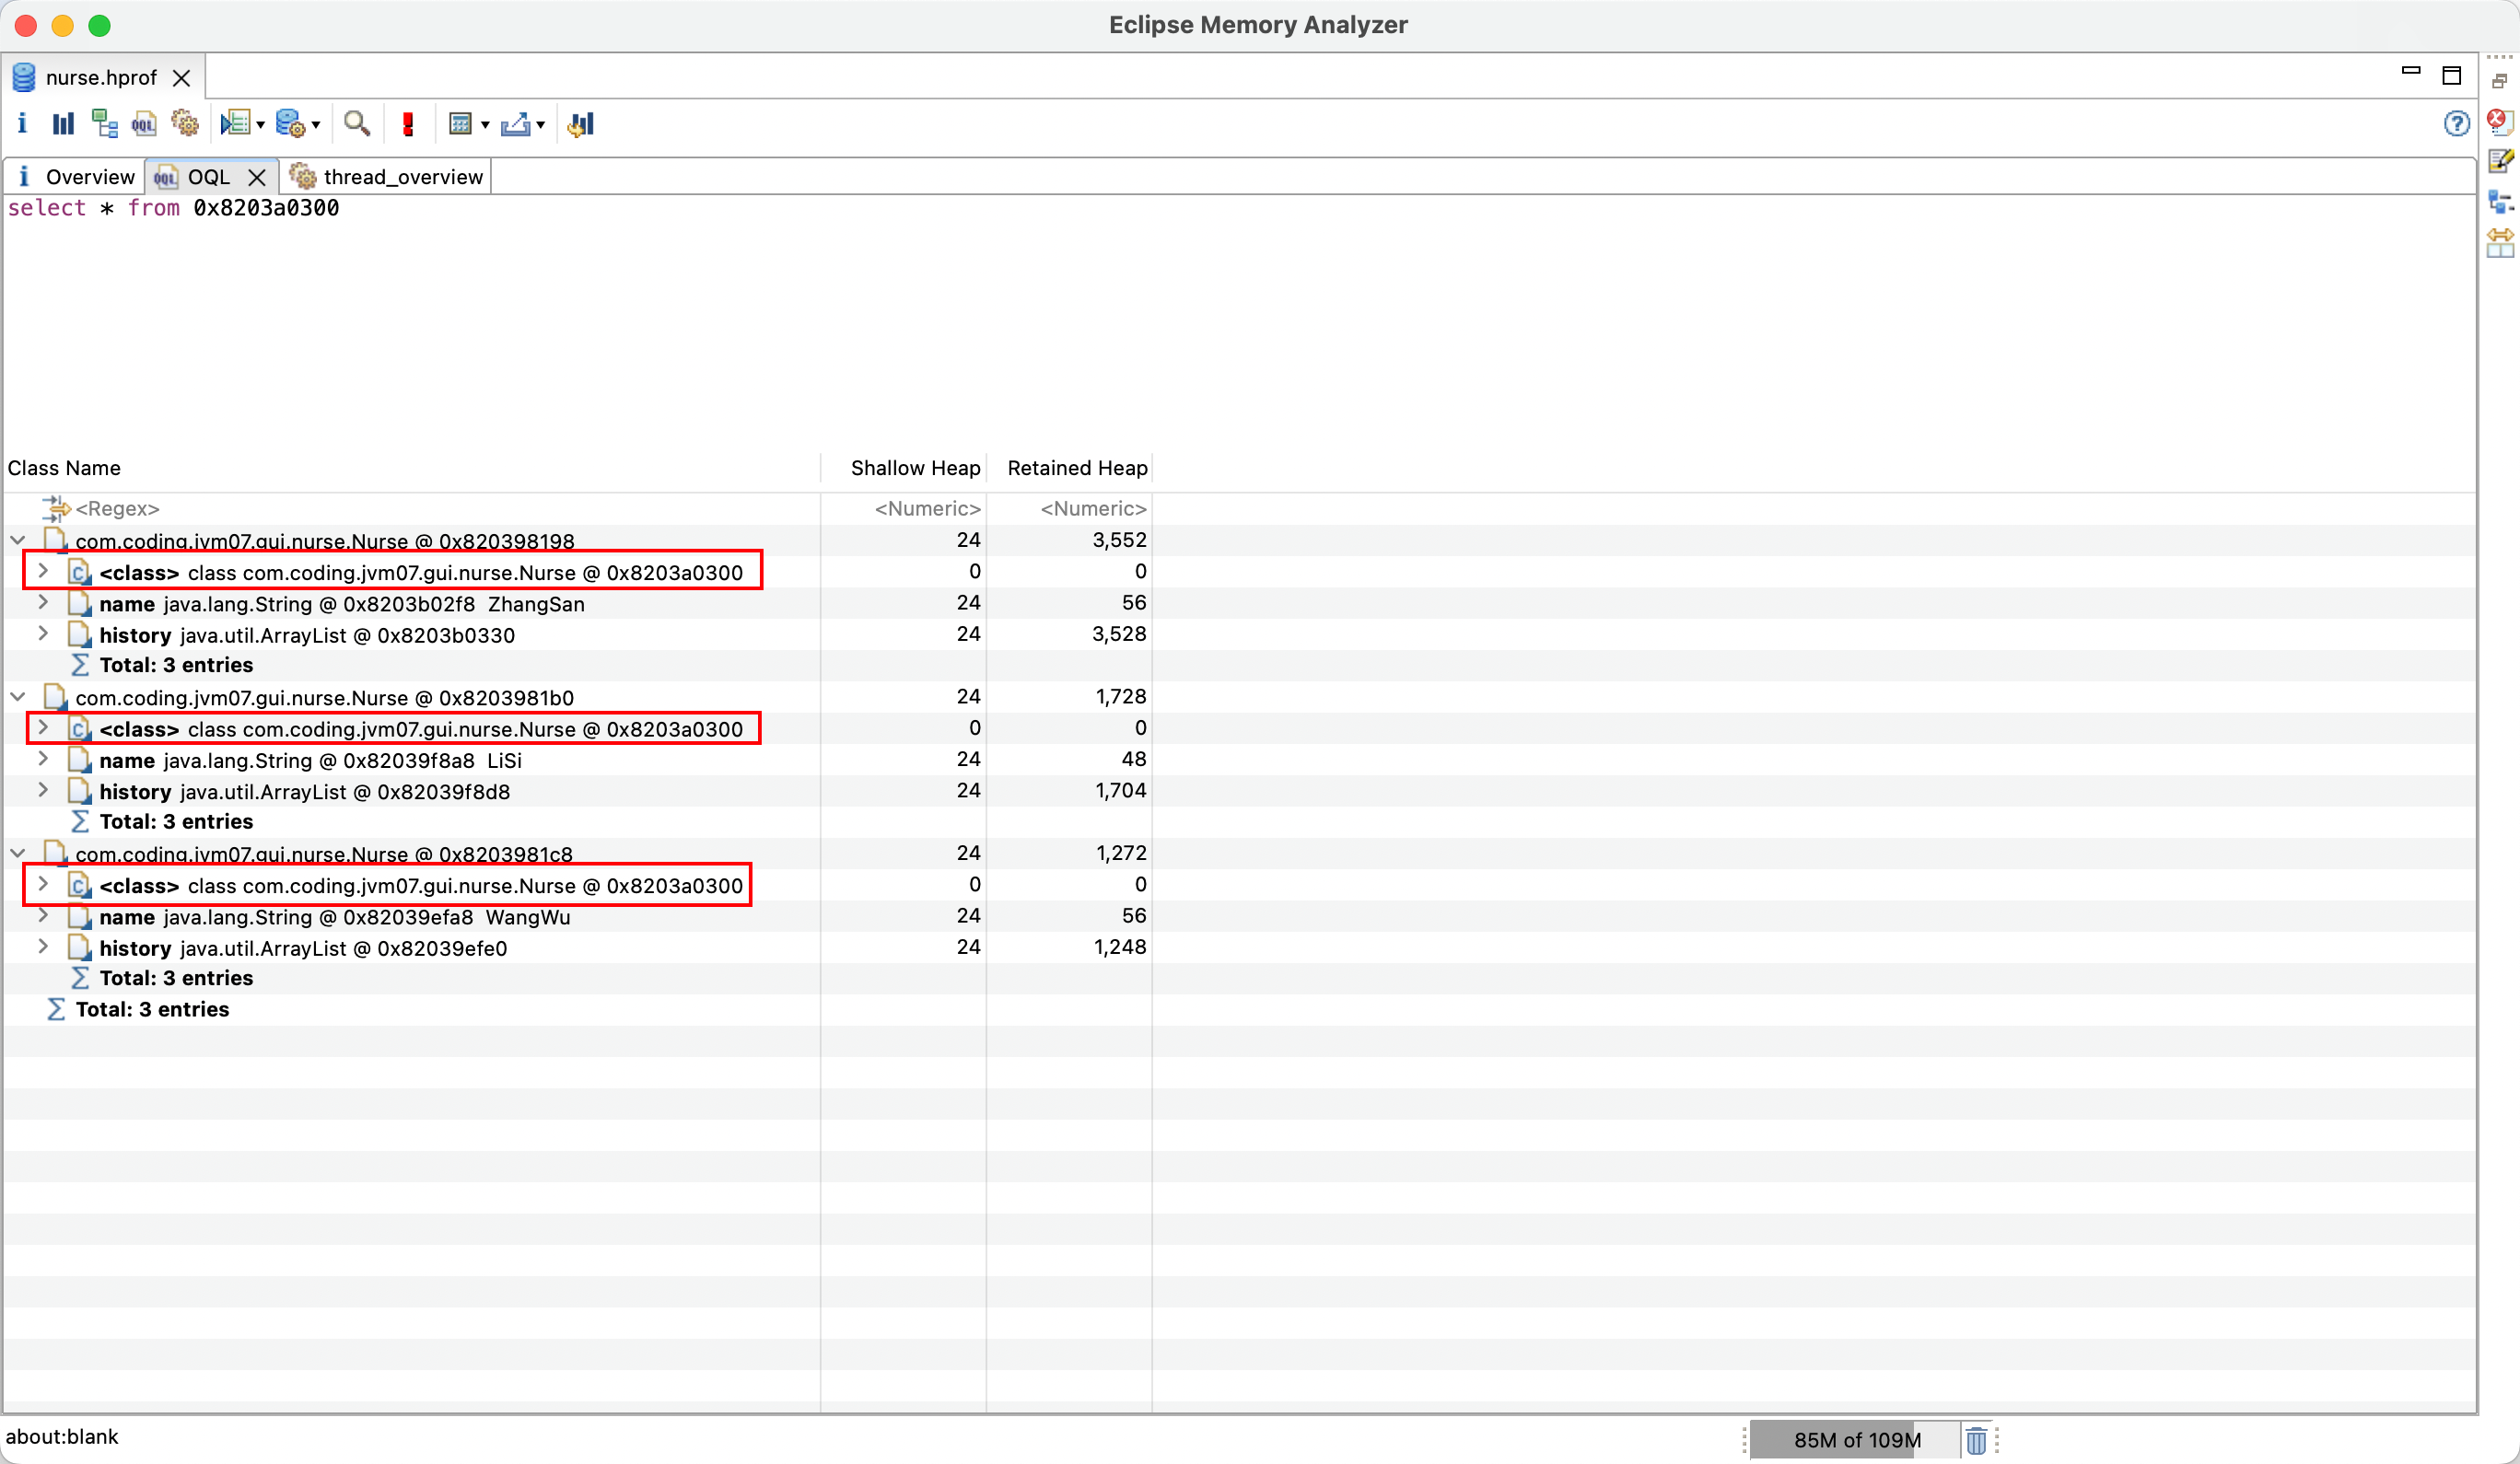 Eclipse Memory Analyzer
nurse.hprof
Overview OQL thread_overview
select * from 0x8203a0300
Class Name Shallow Heap Retained Heap
<Regex> <Numeric> <Numeric>
com.coding.jvm07.gui.nurse.Nurse @ 0x820398198 24 3,552
<class> class com.coding.jvm07.gui.nurse.Nurse @ 0x8203a0300 0 0
name java.lang.String @ 0x8203b02f8 ZhangSan 24 56
history java.util.ArrayList @ 0x8203b0330 24 3,528
Total: 3 entries
com.coding.jvm07.gui.nurse.Nurse @ 0x8203981b0 24 1,728
<class> class com.coding.jvm07.gui.nurse.Nurse @ 0x8203a0300 0 0
name java.lang.String @ 0x82039f8a8 LiSi 24 48
history java.util.ArrayList @ 0x82039f8d8 24 1,704
Total: 3 entries
com.coding.jvm07.gui.nurse.Nurse @ 0x8203981c8 24 1,272
<class> class com.coding.jvm07.gui.nurse.Nurse @ 0x8203a0300 0 0
name java.lang.String @ 0x82039efa8 WangWu 24 56
history java.util.ArrayList @ 0x82039efe0 24 1,248
Total: 3 entries
Total: 3 entries
about:blank 85M of 109M